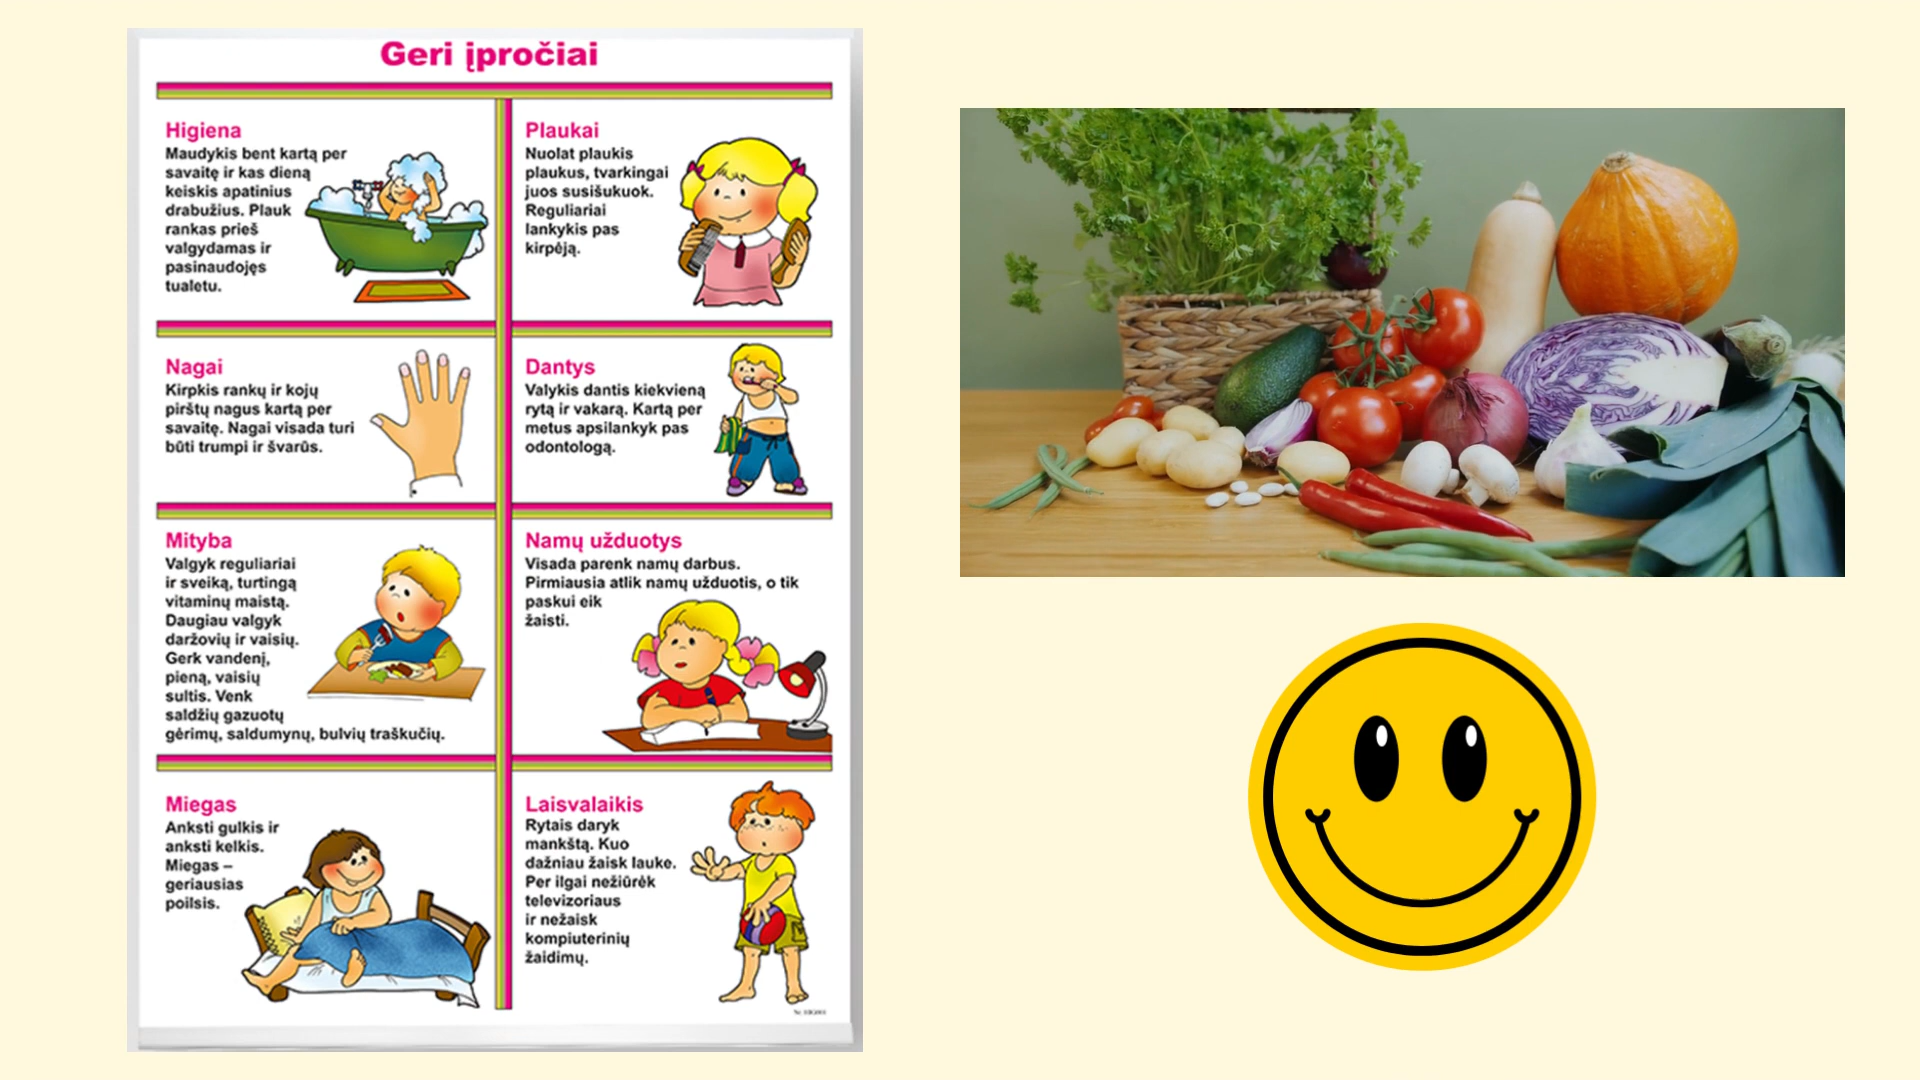 Geri įpročiai
Higiena
Maudykis bent kartą per
savaitę ir kas dieną
keiskis apatinius
drabužius. Plauk
rankas prieš
valgydamas ir
pasinaudojęs
tualetu.
Plaukai
Nuolat plaukis
plaukus, tvarkingai
juos susišukuok.
Reguliariai
lankykis pas
kirpėją.
Nagai
Kirpkis rankų ir kojų
pirštų nagus kartą per
savaitę. Nagai visada turi
būti trumpi ir švarūs.
Dantys
Valykis dantis kiekvieną
rytą ir vakarą. Kartą per
metus apsilankyk pas
odontologą.
Mityba
Valgyk reguliariai
ir sveiką, turtingą
vitaminų maistą.
Daugiau valgyk
daržovių ir vaisių.
Gerk vandenį,
pieną, vaisių
sultis. Venk
saldžių gazuotų
gėrimų, saldumynų, bulvių traškučių.
Namų užduotys
Visada parenk namų darbus.
Pirmiausia atlik namų užduotis, o tik
paskui eik
žaisti.
Miegas
Anksti gulkis ir
anksti kelkis.
Miegas –
geriausias
poilsis.
Laisvalaikis
Rytais daryk
mankštą. Kuo
dažniau žaisk lauke.
Per ilgai nežiūrėk
televizoriaus
ir nežaisk
kompiuterinių
žaidimų.